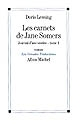 Doris Lessing
Les carnets
de Jane Somers
Journal d'une voisine - tome 1
roman
Les Grandes Traductions
Albin Michel